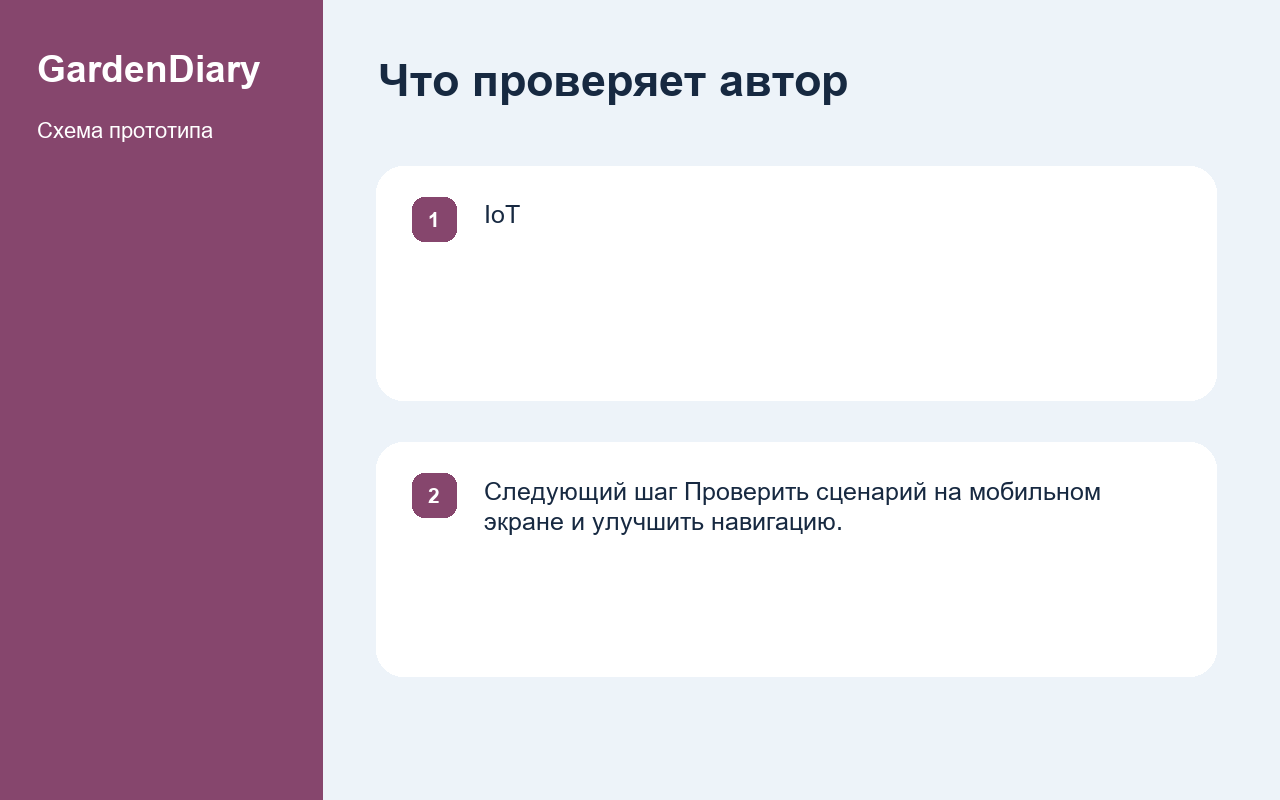 GardenDiary
Схема прототипа
Что проверяет автор
1
IoT
2
Следующий шаг Проверить сценарий на мобильном
экране и улучшить навигацию.